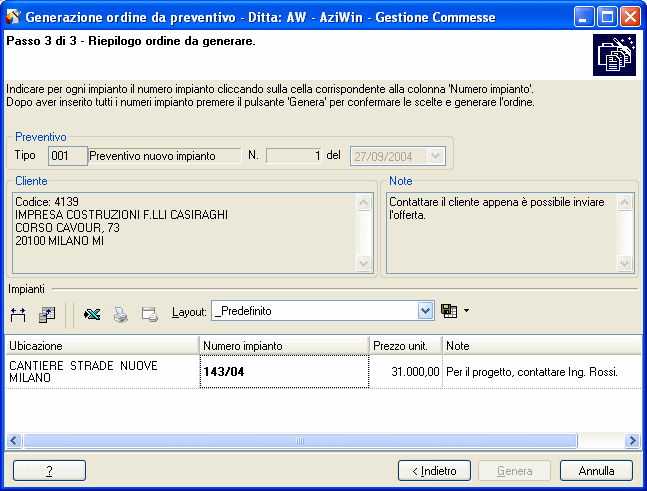 Generazione ordine da preventivo - Ditta: AW - AziWin - Gestione Commesse
Passo 3 di 3 - Riepilogo ordine da generare.
Indicare per ogni impianto il numero impianto cliccando sulla cella corrispondente alla colonna 'Numero impianto'.
Dopo aver inserito tutti i numeri impianto premere il pulsante 'Genera' per confermare le scelte e generare l'ordine.
Preventivo
Tipo 001 Preventivo nuovo impianto N. 1 del 27/09/2004
Cliente
Codice: 4139
IMPRESA COSTRUZIONI F.LLI CASIRAGHI
CORSO CAVOUR, 73
20100 MILANO MI
Note
Contattare il cliente appena è possibile inviare
l'offerta.
Impianti
Layout: _Predefinito
Ubicazione Numero impianto Prezzo unit. Note
CANTIERE STRADE NUOVE
MILANO
143/04 31.000,00 Per il progetto, contattare Ing. Rossi.
? < Indietro Genera Annulla